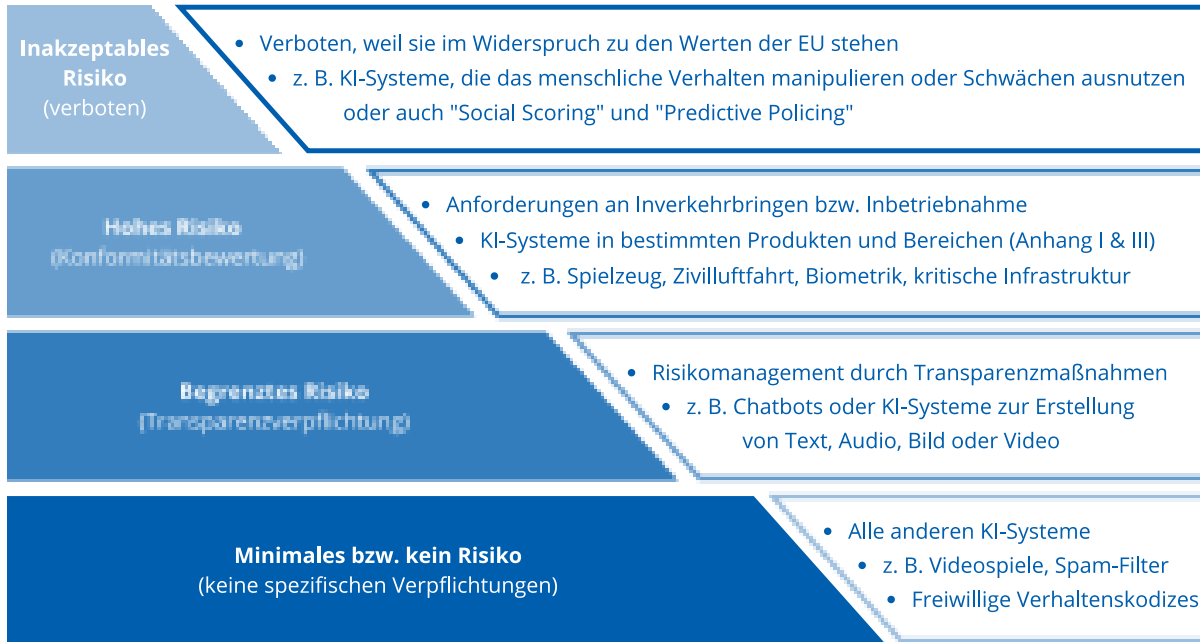 Inakzeptables
Risiko
(verboten)
• Verboten, weil sie im Widerspruch zu den Werten der EU stehen
• z. B. KI-Systeme, die das menschliche Verhalten manipulieren oder Schwächen ausnutzen
oder auch "Social Scoring" und "Predictive Policing"
Hohes Risiko
(Konformitätsbewertung)
• Anforderungen an Inverkehrbringen bzw. Inbetriebnahme
• KI-Systeme in bestimmten Produkten und Bereichen (Anhang I & III)
• z. B. Spielzeug, Zivilluftfahrt, Biometrik, kritische Infrastruktur
Begrenztes Risiko
(Transparenzverpflichtung)
• Risikomanagement durch Transparenzmaßnahmen
• z. B. Chatbots oder KI-Systeme zur Erstellung
von Text, Audio, Bild oder Video
Minimales bzw. kein Risiko
(keine spezifischen Verpflichtungen)
• Alle anderen KI-Systeme
• z. B. Videospiele, Spam-Filter
• Freiwillige Verhaltenskodizes